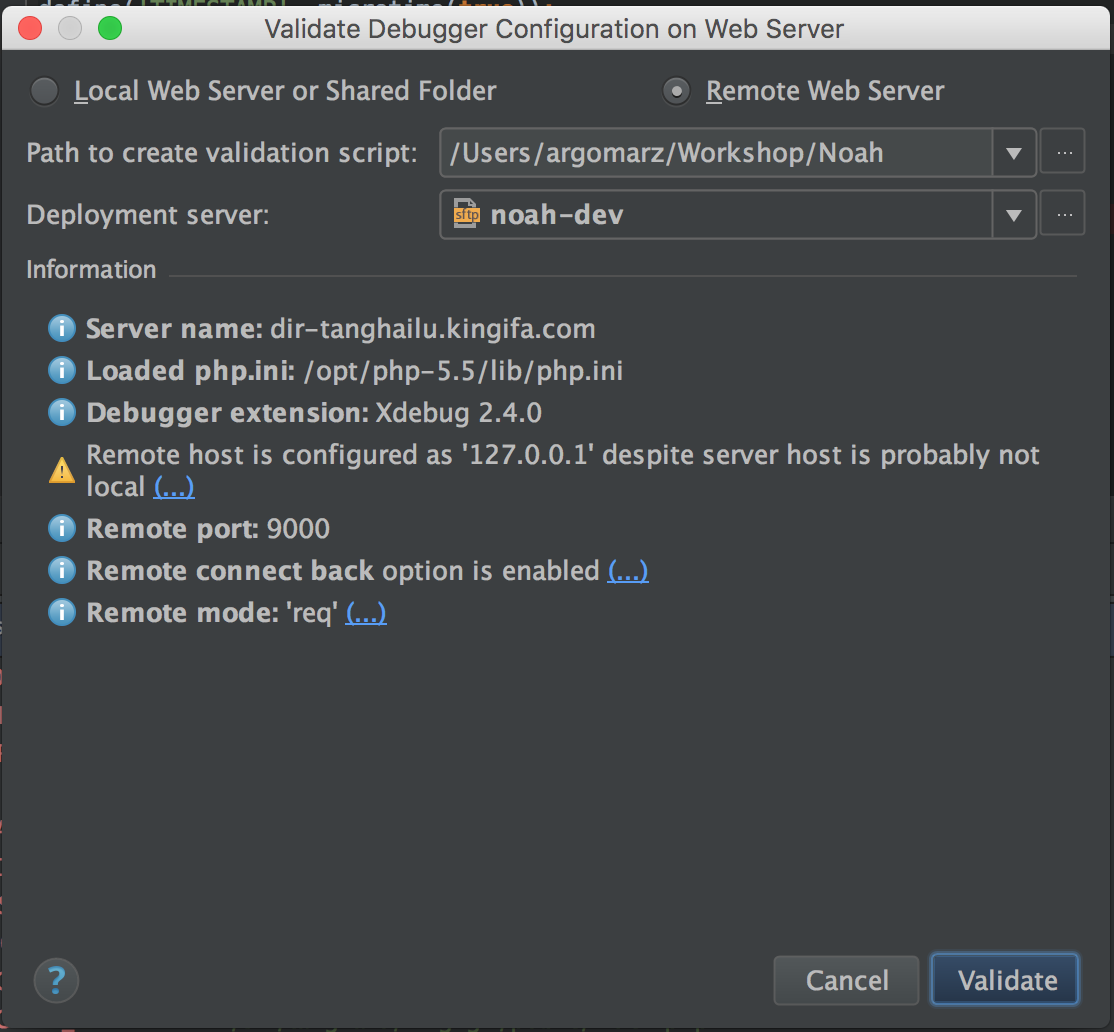 define('TIMESTAMP', microtime(true));
Validate Debugger Configuration on Web Server
Local Web Server or Shared Folder
Remote Web Server
Path to create validation script: /Users/argomarz/Workshop/Noah ...
Deployment server: sftp noah-dev ...
Information
Server name: dir-tanghailu.kingifa.com
Loaded php.ini: /opt/php-5.5/lib/php.ini
Debugger extension: Xdebug 2.4.0
Remote host is configured as '127.0.0.1' despite server host is probably not
local (...)
Remote port: 9000
Remote connect back option is enabled (...)
Remote mode: 'req' (...)
? Cancel Validate